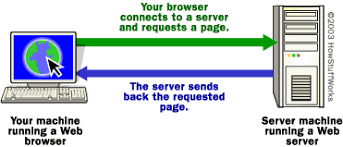 Your browser
connects to a server
and requests a page.
©2003 HowStuffWorks
The server sends
back the requested
page.
Your machine
running a Web
browser
Server machine
running a Web
server